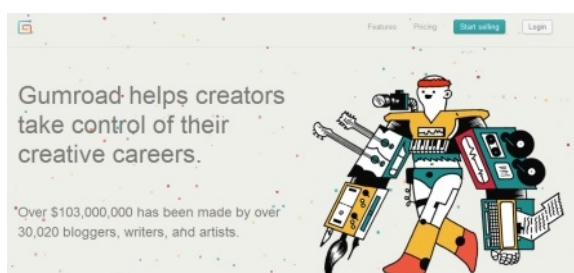 Features Pricing Start selling Login
Gumroad helps creators
take control of their
creative careers.
Over $103,000,000 has been made by over
30,020 bloggers, writers, and artists.